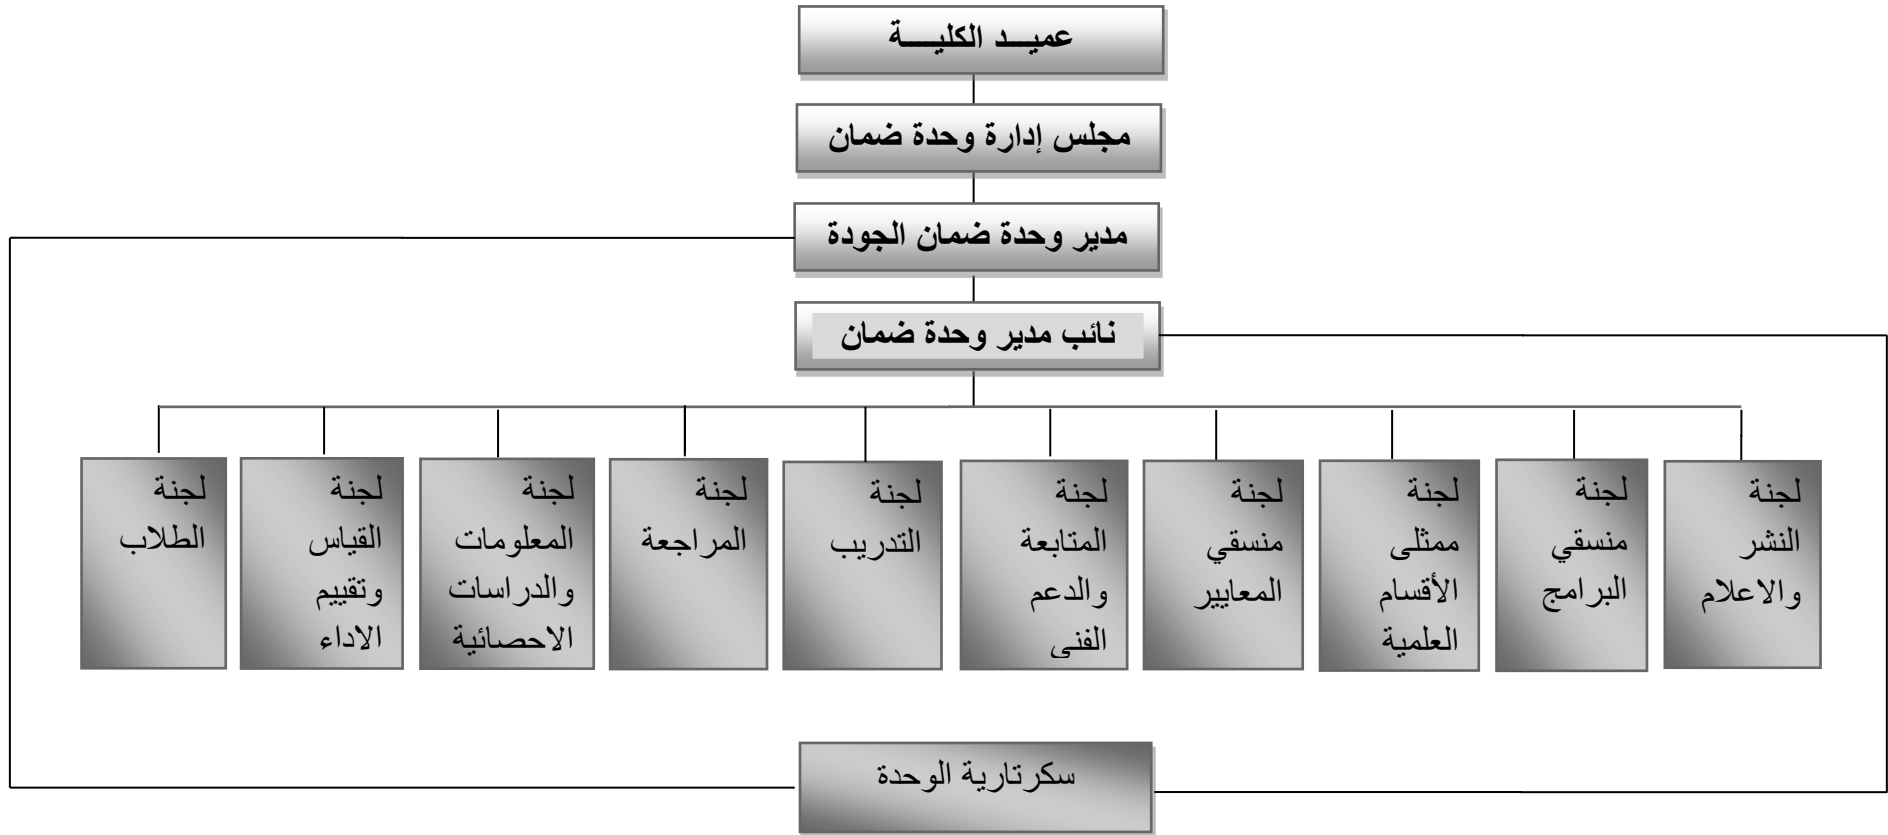 عميـــد الكليـــــة
مجلس إدارة وحدة ضمان
مدير وحدة ضمان الجودة
نائب مدير وحدة ضمان
لجنة
النشر
والاعلام
لجنة
منسقي
البرامج
لجنة
ممثلى
الأقسام
العلمية
لجنة
منسقي
المعايير
لجنة
المتابعة
والدعم
الفنى
لجنة
التدريب
لجنة
المراجعة
لجنة
المعلومات
والدراسات
الاحصائية
لجنة
القياس
وتقييم
الاداء
لجنة
الطلاب
سكرتارية الوحدة